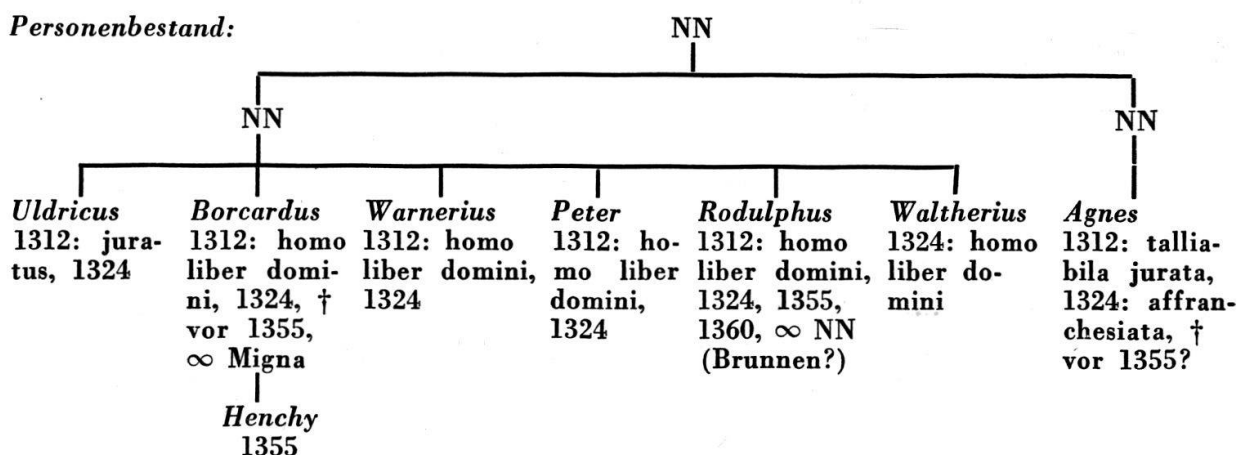 Personenbestand:
NN
NN
NN
Uldricus
1312: jura-
tus, 1324
Borcardus
1312: homo
liber domi-
ni, 1324, †
vor 1355,
∞ Migna
Henchy
1355
Warnerius
1312: homo
liber domini,
1324
Peter
1312: ho-
mo liber
domini,
1324
Rodulphus
1312: homo
liber domini,
1324, 1355,
1360, ∞ NN
(Brunnen?)
Waltherius
1324: homo
liber do-
mini
Agnes
1312: tallia-
bila jurata,
1324: affran-
chesiata, †
vor 1355?